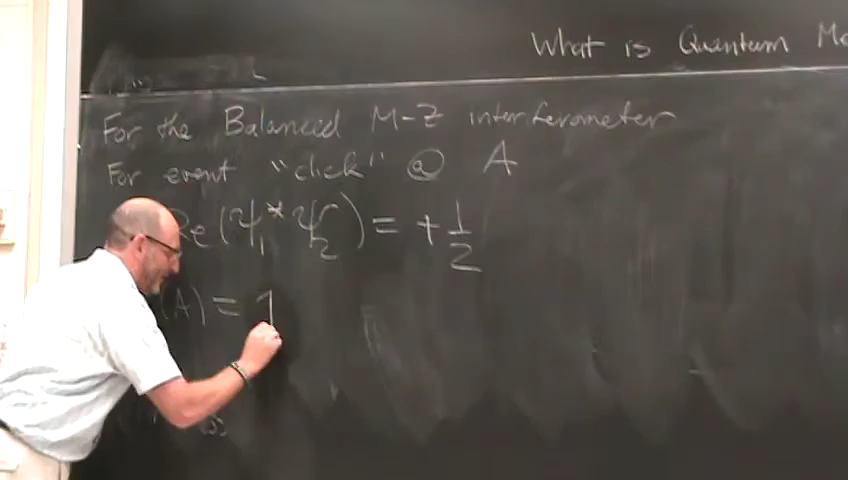 What is Quantum
For the Balanced M-Z interferometer
For event "click" @ A
Re(ψ₁* ψ₂) = + 1/2
(A) = 1